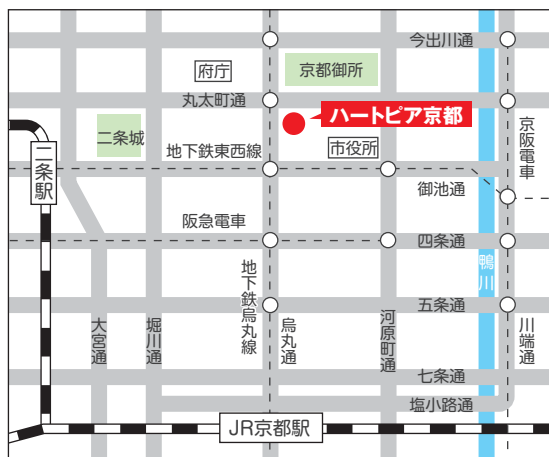 今出川通
府庁
京都御所
丸太町通
ハートピア京都
二条城
市役所
京阪電車
地下鉄東西線
二条駅
御池通
阪急電車
四条通
鴨川
地下鉄烏丸線
五条通
大宮通
堀川通
烏丸通
河原町通
川端通
七条通
塩小路通
JR京都駅